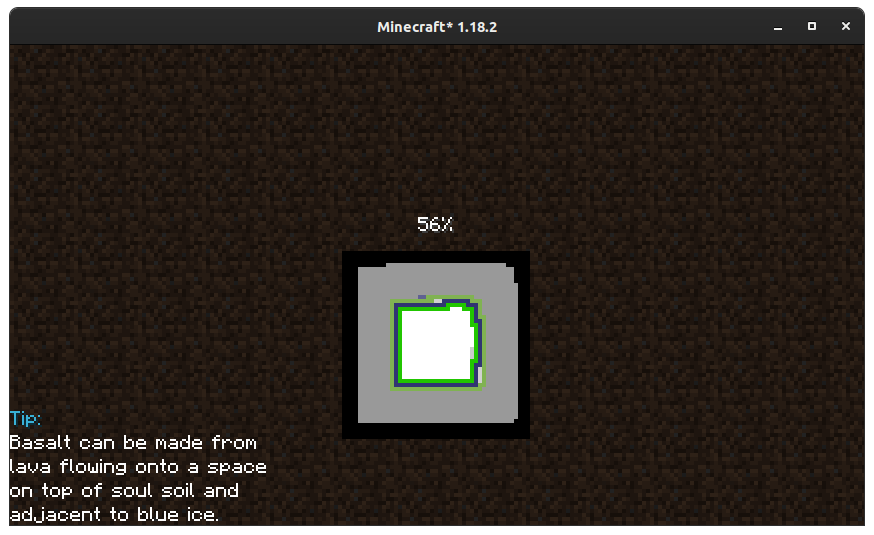 Minecraft* 1.18.2
56%
Tip:
Basalt can be made from
lava flowing onto a space
on top of soul soil and
adjacent to blue ice.